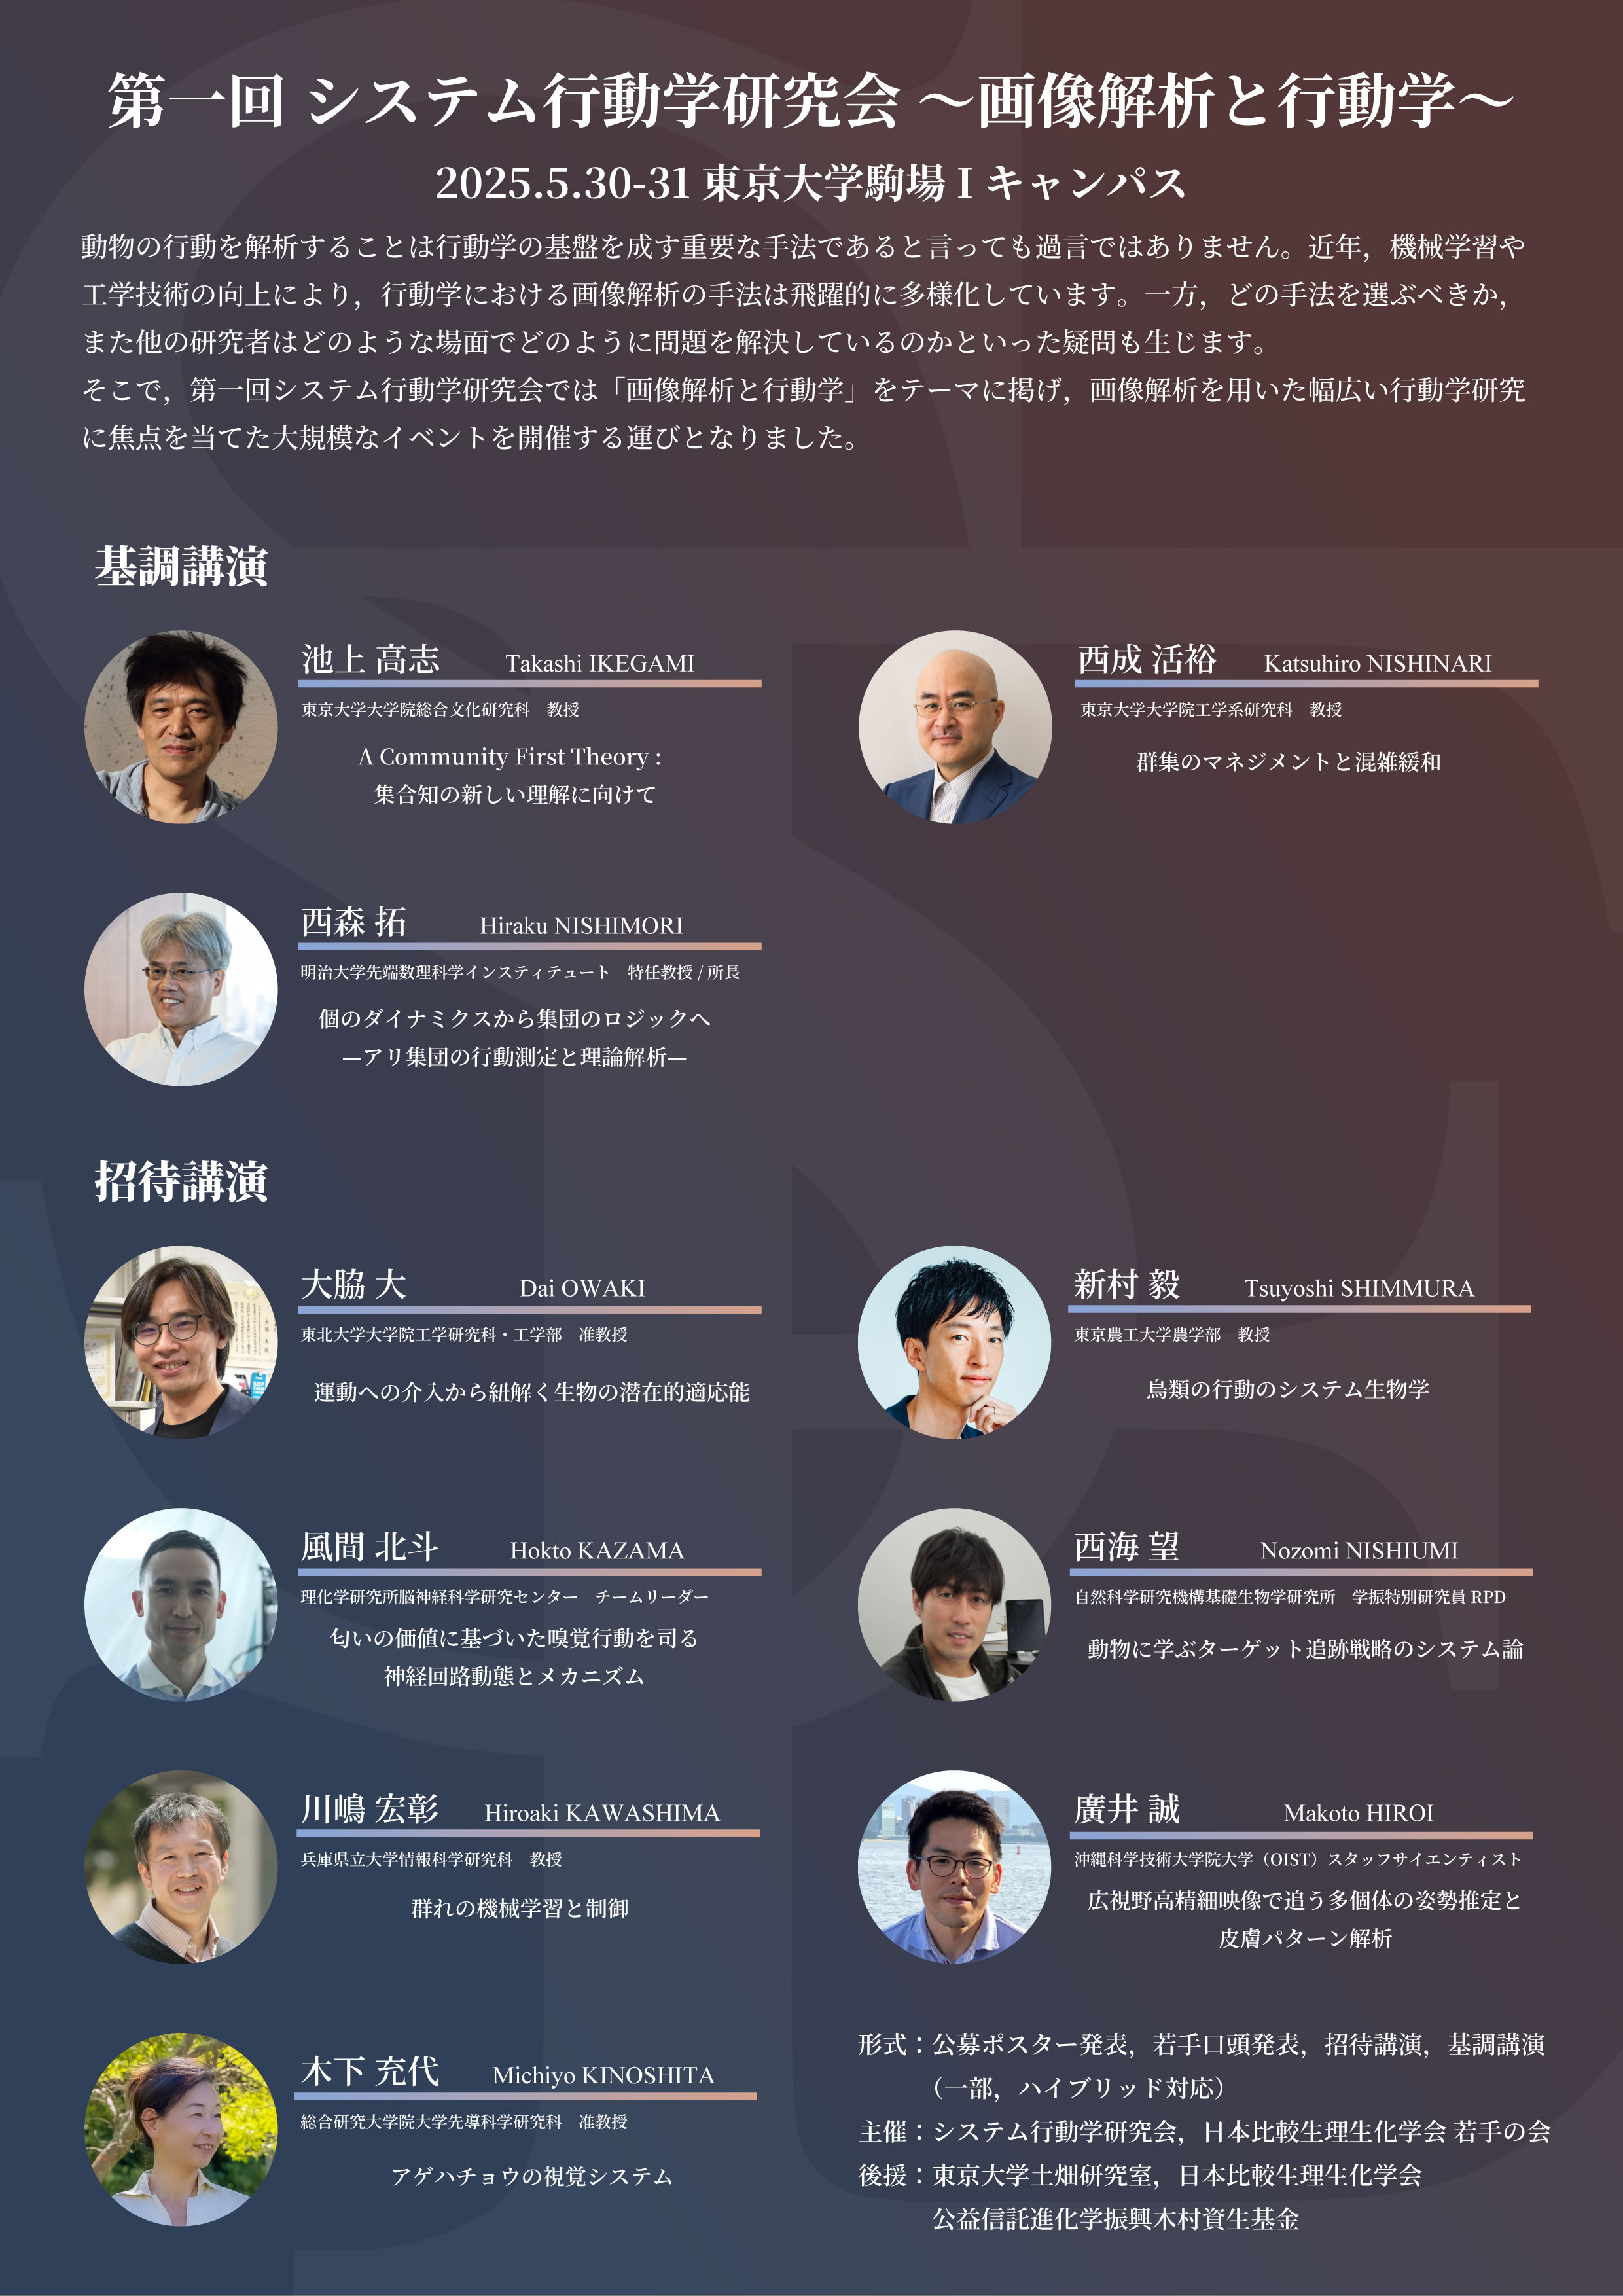 第一回 システム行動学研究会 ～画像解析と行動学～
2025.5.30-31 東京大学駒場 I キャンパス
動物の行動を解析することは行動学の基盤を成す重要な手法であると言っても過言ではありません。近年，機械学習や
工学技術の向上により，行動学における画像解析の手法は飛躍的に多様化しています。一方，どの手法を選ぶべきか，
また他の研究者はどのような場面でどのように問題を解決しているのかといった疑問も生じます。
そこで，第一回システム行動学研究会では「画像解析と行動学」をテーマに掲げ，画像解析を用いた幅広い行動学研究
に焦点を当てた大規模なイベントを開催する運びとなりました。
基調講演
池上 高志 Takashi IKEGAMI
東京大学大学院総合文化研究科　教授
A Community First Theory :
集合知の新しい理解に向けて
西成 活裕 Katsuhiro NISHINARI
東京大学大学院工学系研究科　教授
群集のマネジメントと混雑緩和
西森 拓 Hiraku NISHIMORI
明治大学先端数理科学インスティテュート　特任教授 / 所長
個のダイナミクスから集団のロジックへ
—アリ集団の行動測定と理論解析—
招待講演
大脇 大 Dai OWAKI
東北大学大学院工学研究科・工学部　准教授
運動への介入から紐解く生物の潜在的適応能
新村 毅 Tsuyoshi SHIMMURA
東京農工大学農学部　教授
鳥類の行動のシステム生物学
風間 北斗 Hokto KAZAMA
理化学研究所脳神経科学研究センター　チームリーダー
匂いの価値に基づいた嗅覚行動を司る
神経回路動態とメカニズム
西海 望 Nozomi NISHIUMI
自然科学研究機構基礎生物学研究所　学振特別研究員 RPD
動物に学ぶターゲット追跡戦略のシステム論
川嶋 宏彰 Hiroaki KAWASHIMA
兵庫県立大学情報科学研究科　教授
群れの機械学習と制御
廣井 誠 Makoto HIROI
沖縄科学技術大学院大学（OIST）スタッフサイエンティスト
広視野高精細映像で追う多個体の姿勢推定と
皮膚パターン解析
木下 充代 Michiyo KINOSHITA
総合研究大学院大学先導科学研究科　准教授
アゲハチョウの視覚システム
形式：公募ポスター発表，若手口頭発表，招待講演，基調講演
（一部，ハイブリッド対応）
主催：システム行動学研究会，日本比較生理生化学会 若手の会
後援：東京大学土畑研究室，日本比較生理生化学会
公益信託進化学振興木村資生基金